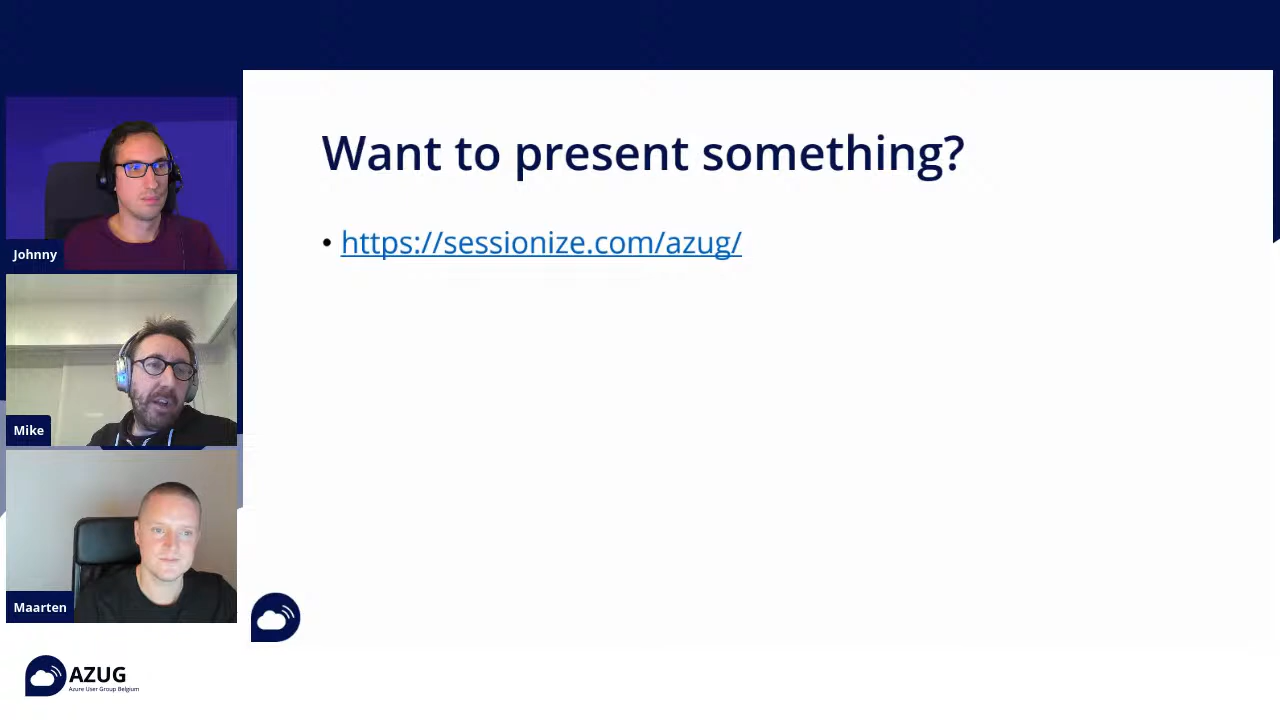 Want to present something?
• https://sessionize.com/azug/
Johnny
Mike
Maarten
AZUG
Azure User Group Belgium